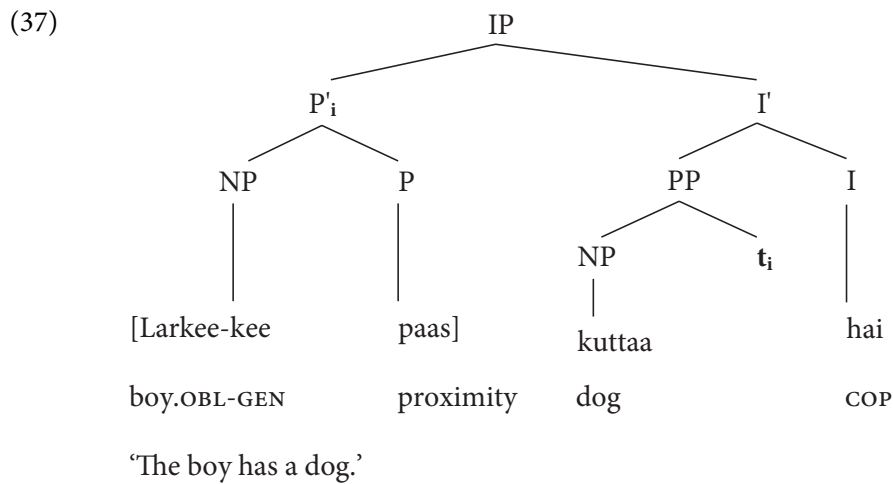 (37) IP
P'i I'
NP P PP I
NP ti
[Larkee-kee paas] kuttaa hai
boy.OBL-GEN proximity dog COP
‘The boy has a dog.’